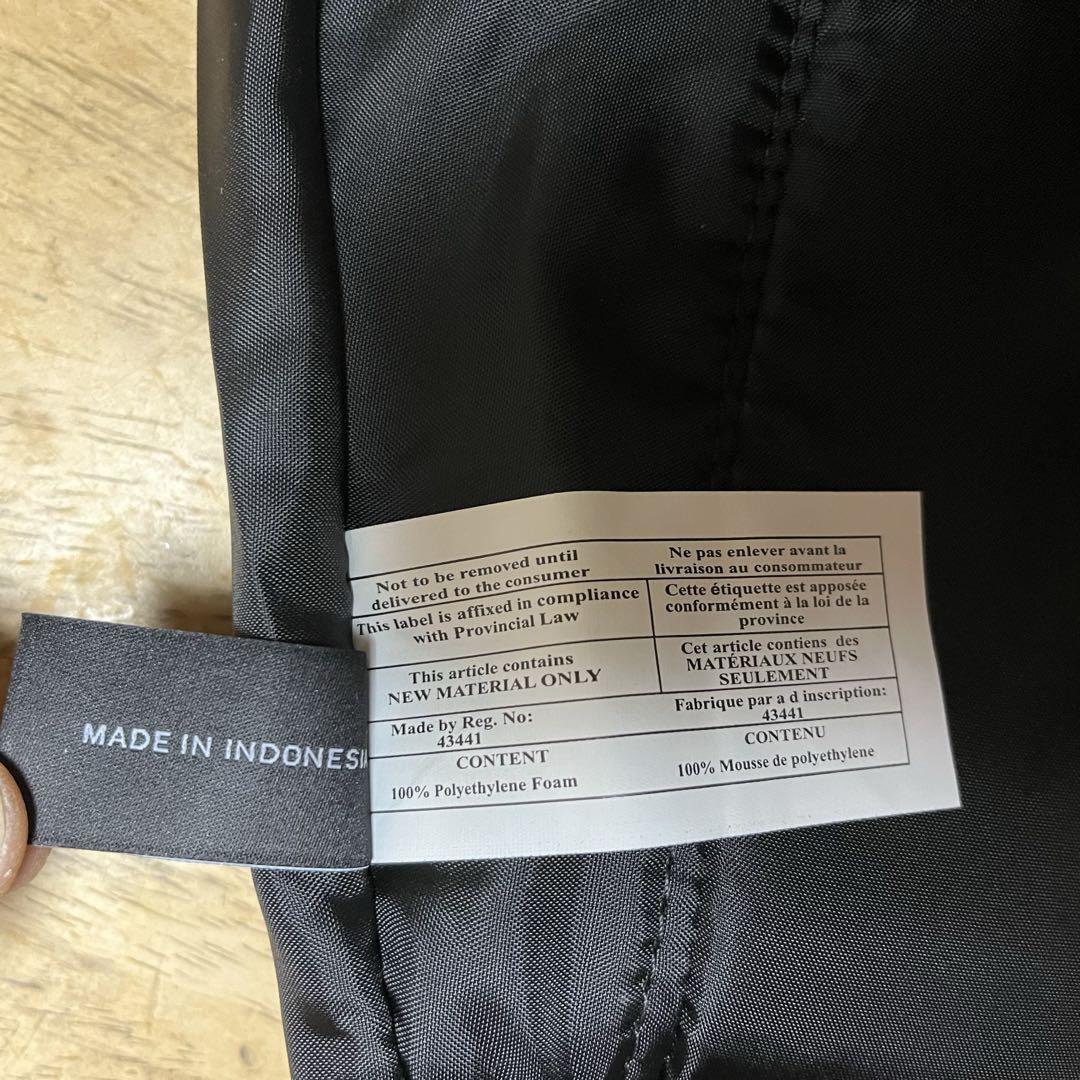 MADE IN INDONESI
Not to be removed until
delivered to the consumer
This label is affixed in compliance
with Provincial Law
This article contains
NEW MATERIAL ONLY
Made by Reg. No:
43441
CONTENT
100% Polyethylene Foam
Ne pas enlever avant la
livraison au consommateur
Cette étiquette est apposée
conformément à la loi de la
province
Cet article contiens des
MATÉRIAUX NEUFS
SEULEMENT
Fabrique par a d inscription:
43441
CONTENU
100% Mousse de polyethylene